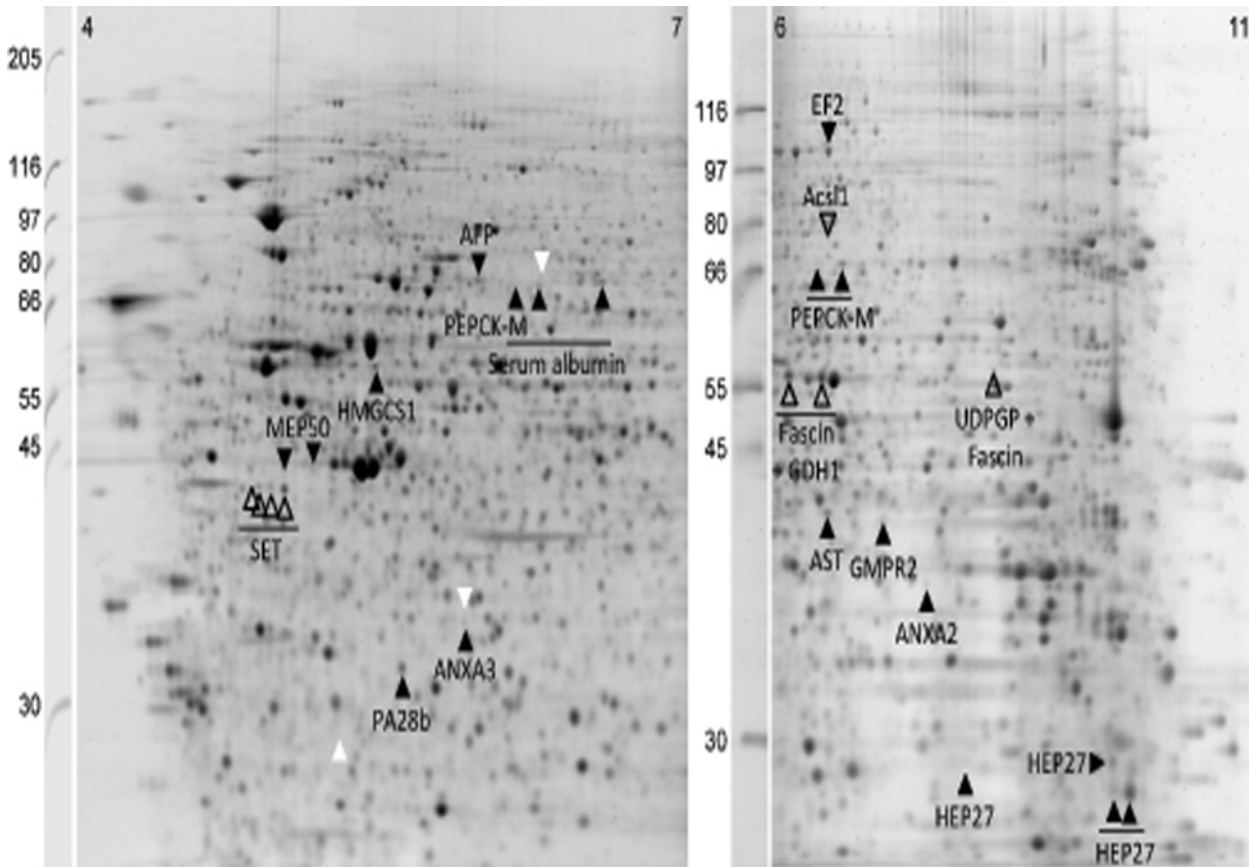 4 7
205
116
97
80
66
55
45
30
AFP
PEPCK-M
Serum albumin
HMGCS1
MEP50
SET
ANXA3
PA28b
6 11
116
97
80
66
55
45
30
EF2
Acsl1
PEPCK-M
Fascin
UDPGP
Fascin
GDH1
AST GMPR2
ANXA2
HEP27
HEP27
HEP27